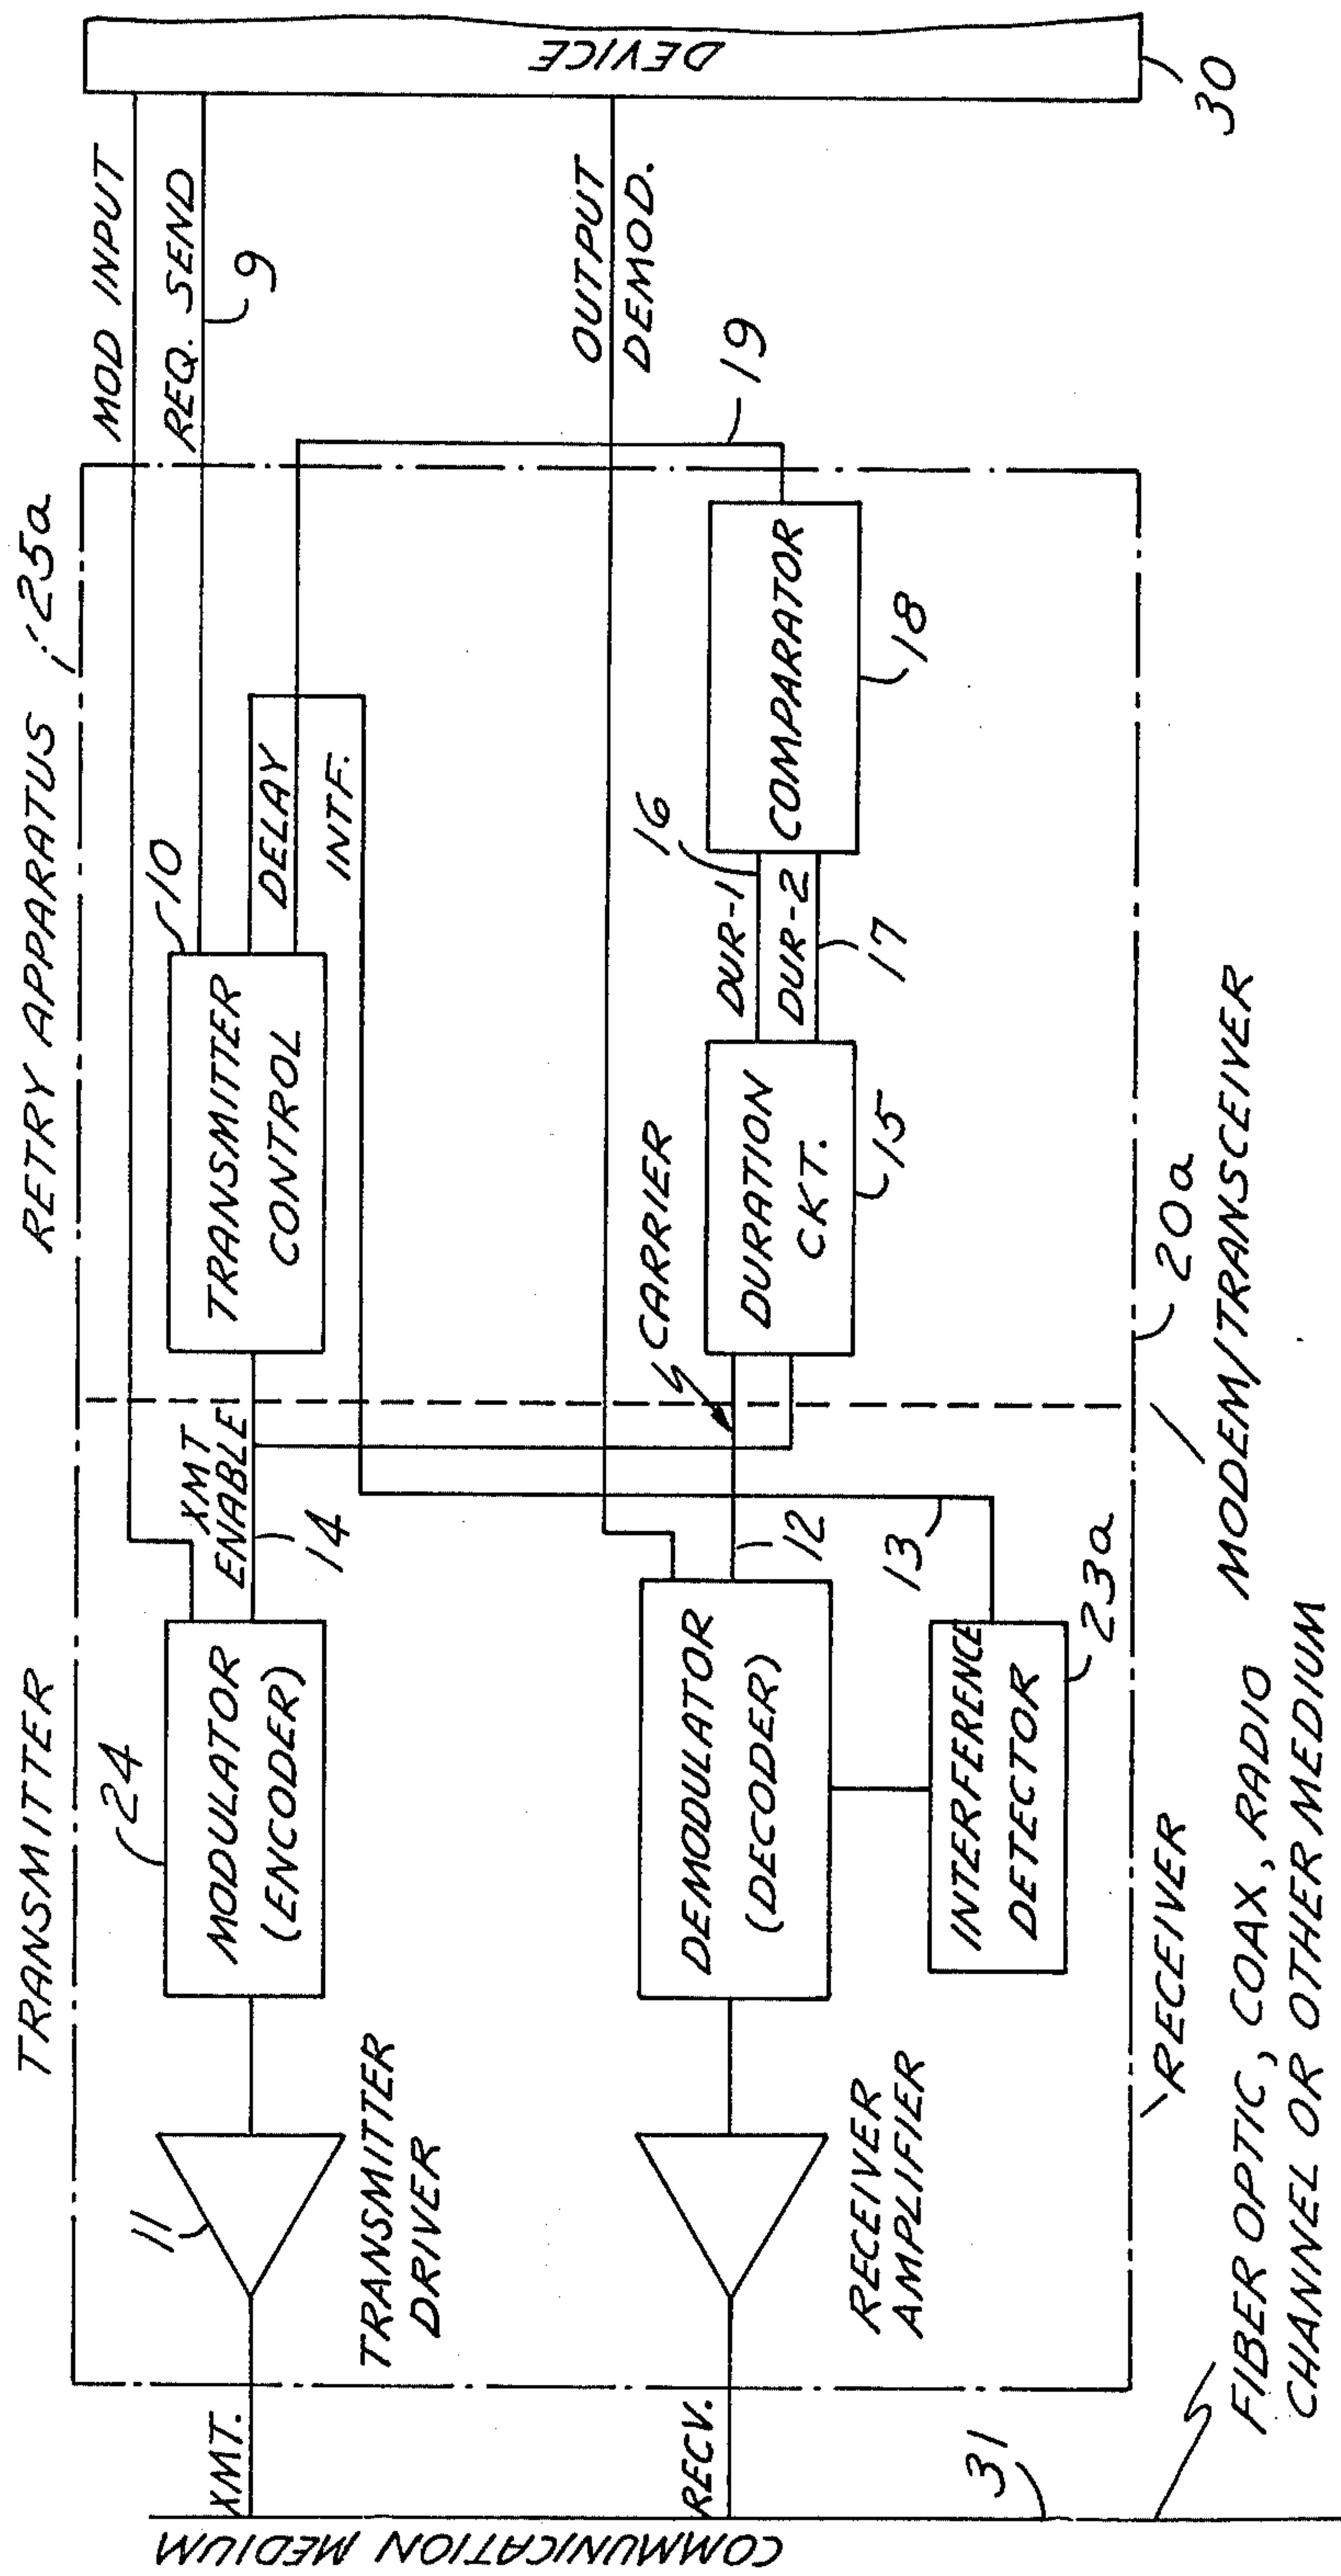 TRANSMITTER
RETRY APPARATUS 25a
24
MODULATOR
(ENCODER)
XMT
ENABLE
14
10
TRANSMITTER
CONTROL
DELAY
INTF.
MOD INPUT
REQ. SEND
9
DEVICE
30
11
TRANSMITTER
DRIVER
XMT.
COMMUNICATION MEDIUM
RECV.
31
RECEIVER
AMPLIFIER
DEMODULATOR
(DECODER)
12
13
INTERFERENCE
DETECTOR
23a
CARRIER
DURATION
CKT.
15
DUR-1
16
DUR-2
17
COMPARATOR
18
19
OUTPUT
DEMOD.
RECEIVER
20a
MODEM/TRANSCEIVER
FIBER OPTIC, COAX, RADIO
CHANNEL OR OTHER MEDIUM